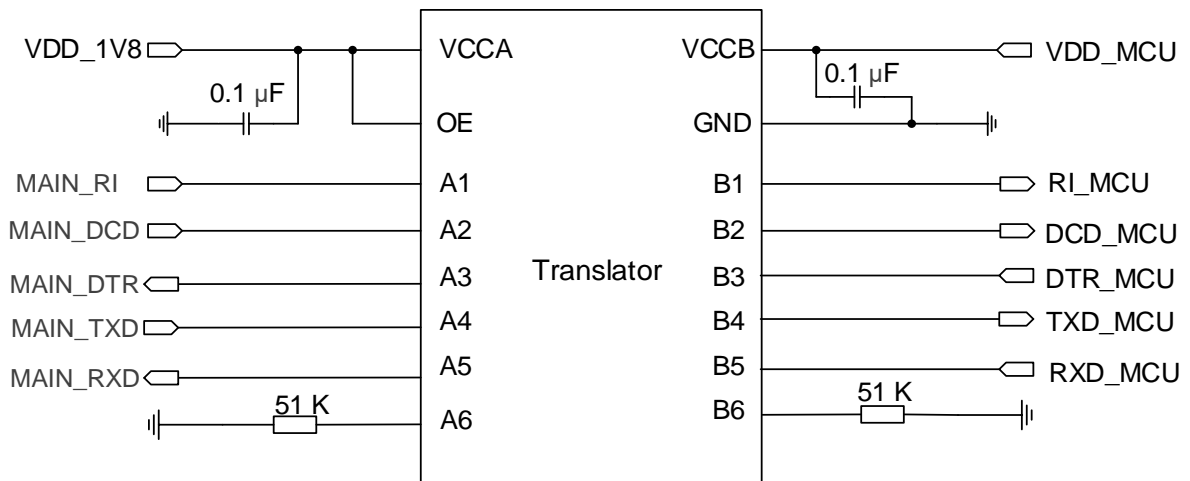 VDD_1V8 VCCA VCCB VDD_MCU
0.1 µF 0.1 µF
OE GND
MAIN_RI A1 B1 RI_MCU
MAIN_DCD A2 B2 DCD_MCU
MAIN_DTR A3 Translator B3 DTR_MCU
MAIN_TXD A4 B4 TXD_MCU
MAIN_RXD A5 B5 RXD_MCU
51 K A6 B6 51 K